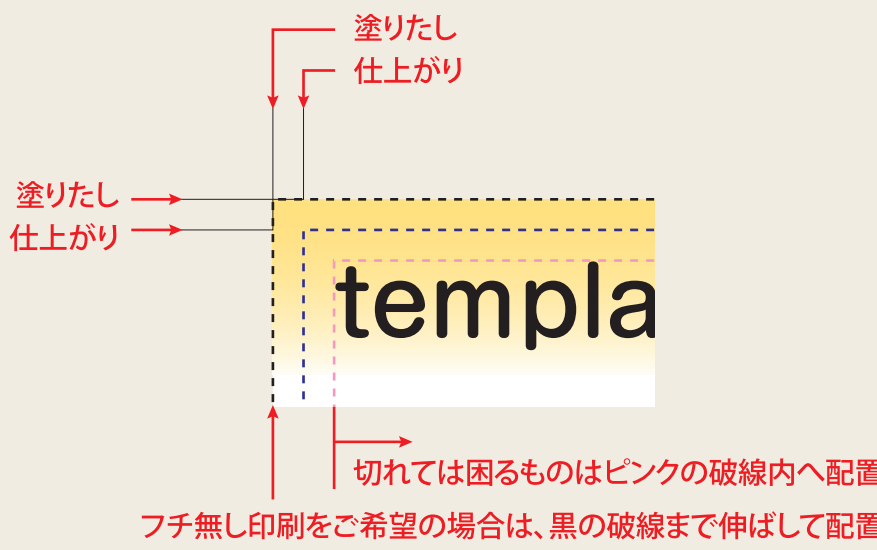 塗りたし
仕上がり
塗りたし
仕上がり
templa
切れては困るものはピンクの破線内へ配置
フチ無し印刷をご希望の場合は、黒の破線まで伸ばして配置